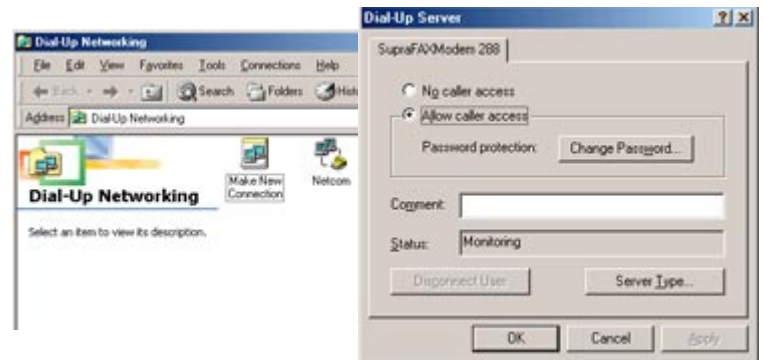 Dial-Up Networking
File Edit View Favorites Tools Connections Help
Back Search Folders
Address Dial-Up Networking
Dial-Up Networking
Select an item to view its description.
Make New
Connection
Netcom
Dial-Up Server
SupraFAXModem 288
No caller access
Allow caller access
Password protection: Change Password...
Comment:
Status: Monitoring
Disconnect User Server Type...
OK Cancel Apply